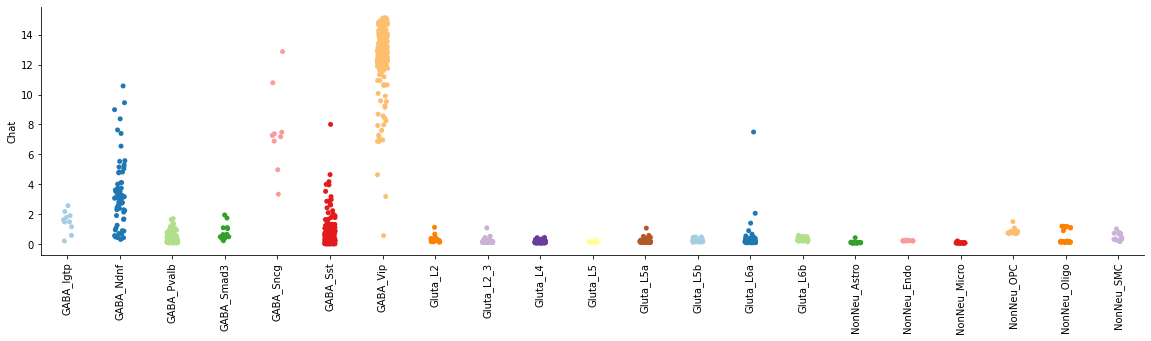 14
12
10
8
6
4
2
0
Chat
GABA_Igtp
GABA_Ndnf
GABA_Pvalb
GABA_Smad3
GABA_Sncg
GABA_Sst
GABA_Vip
Gluta_L2
Gluta_L2_3
Gluta_L4
Gluta_L5
Gluta_L5a
Gluta_L5b
Gluta_L6a
Gluta_L6b
NonNeu_Astro
NonNeu_Endo
NonNeu_Micro
NonNeu_OPC
NonNeu_Oligo
NonNeu_SMC